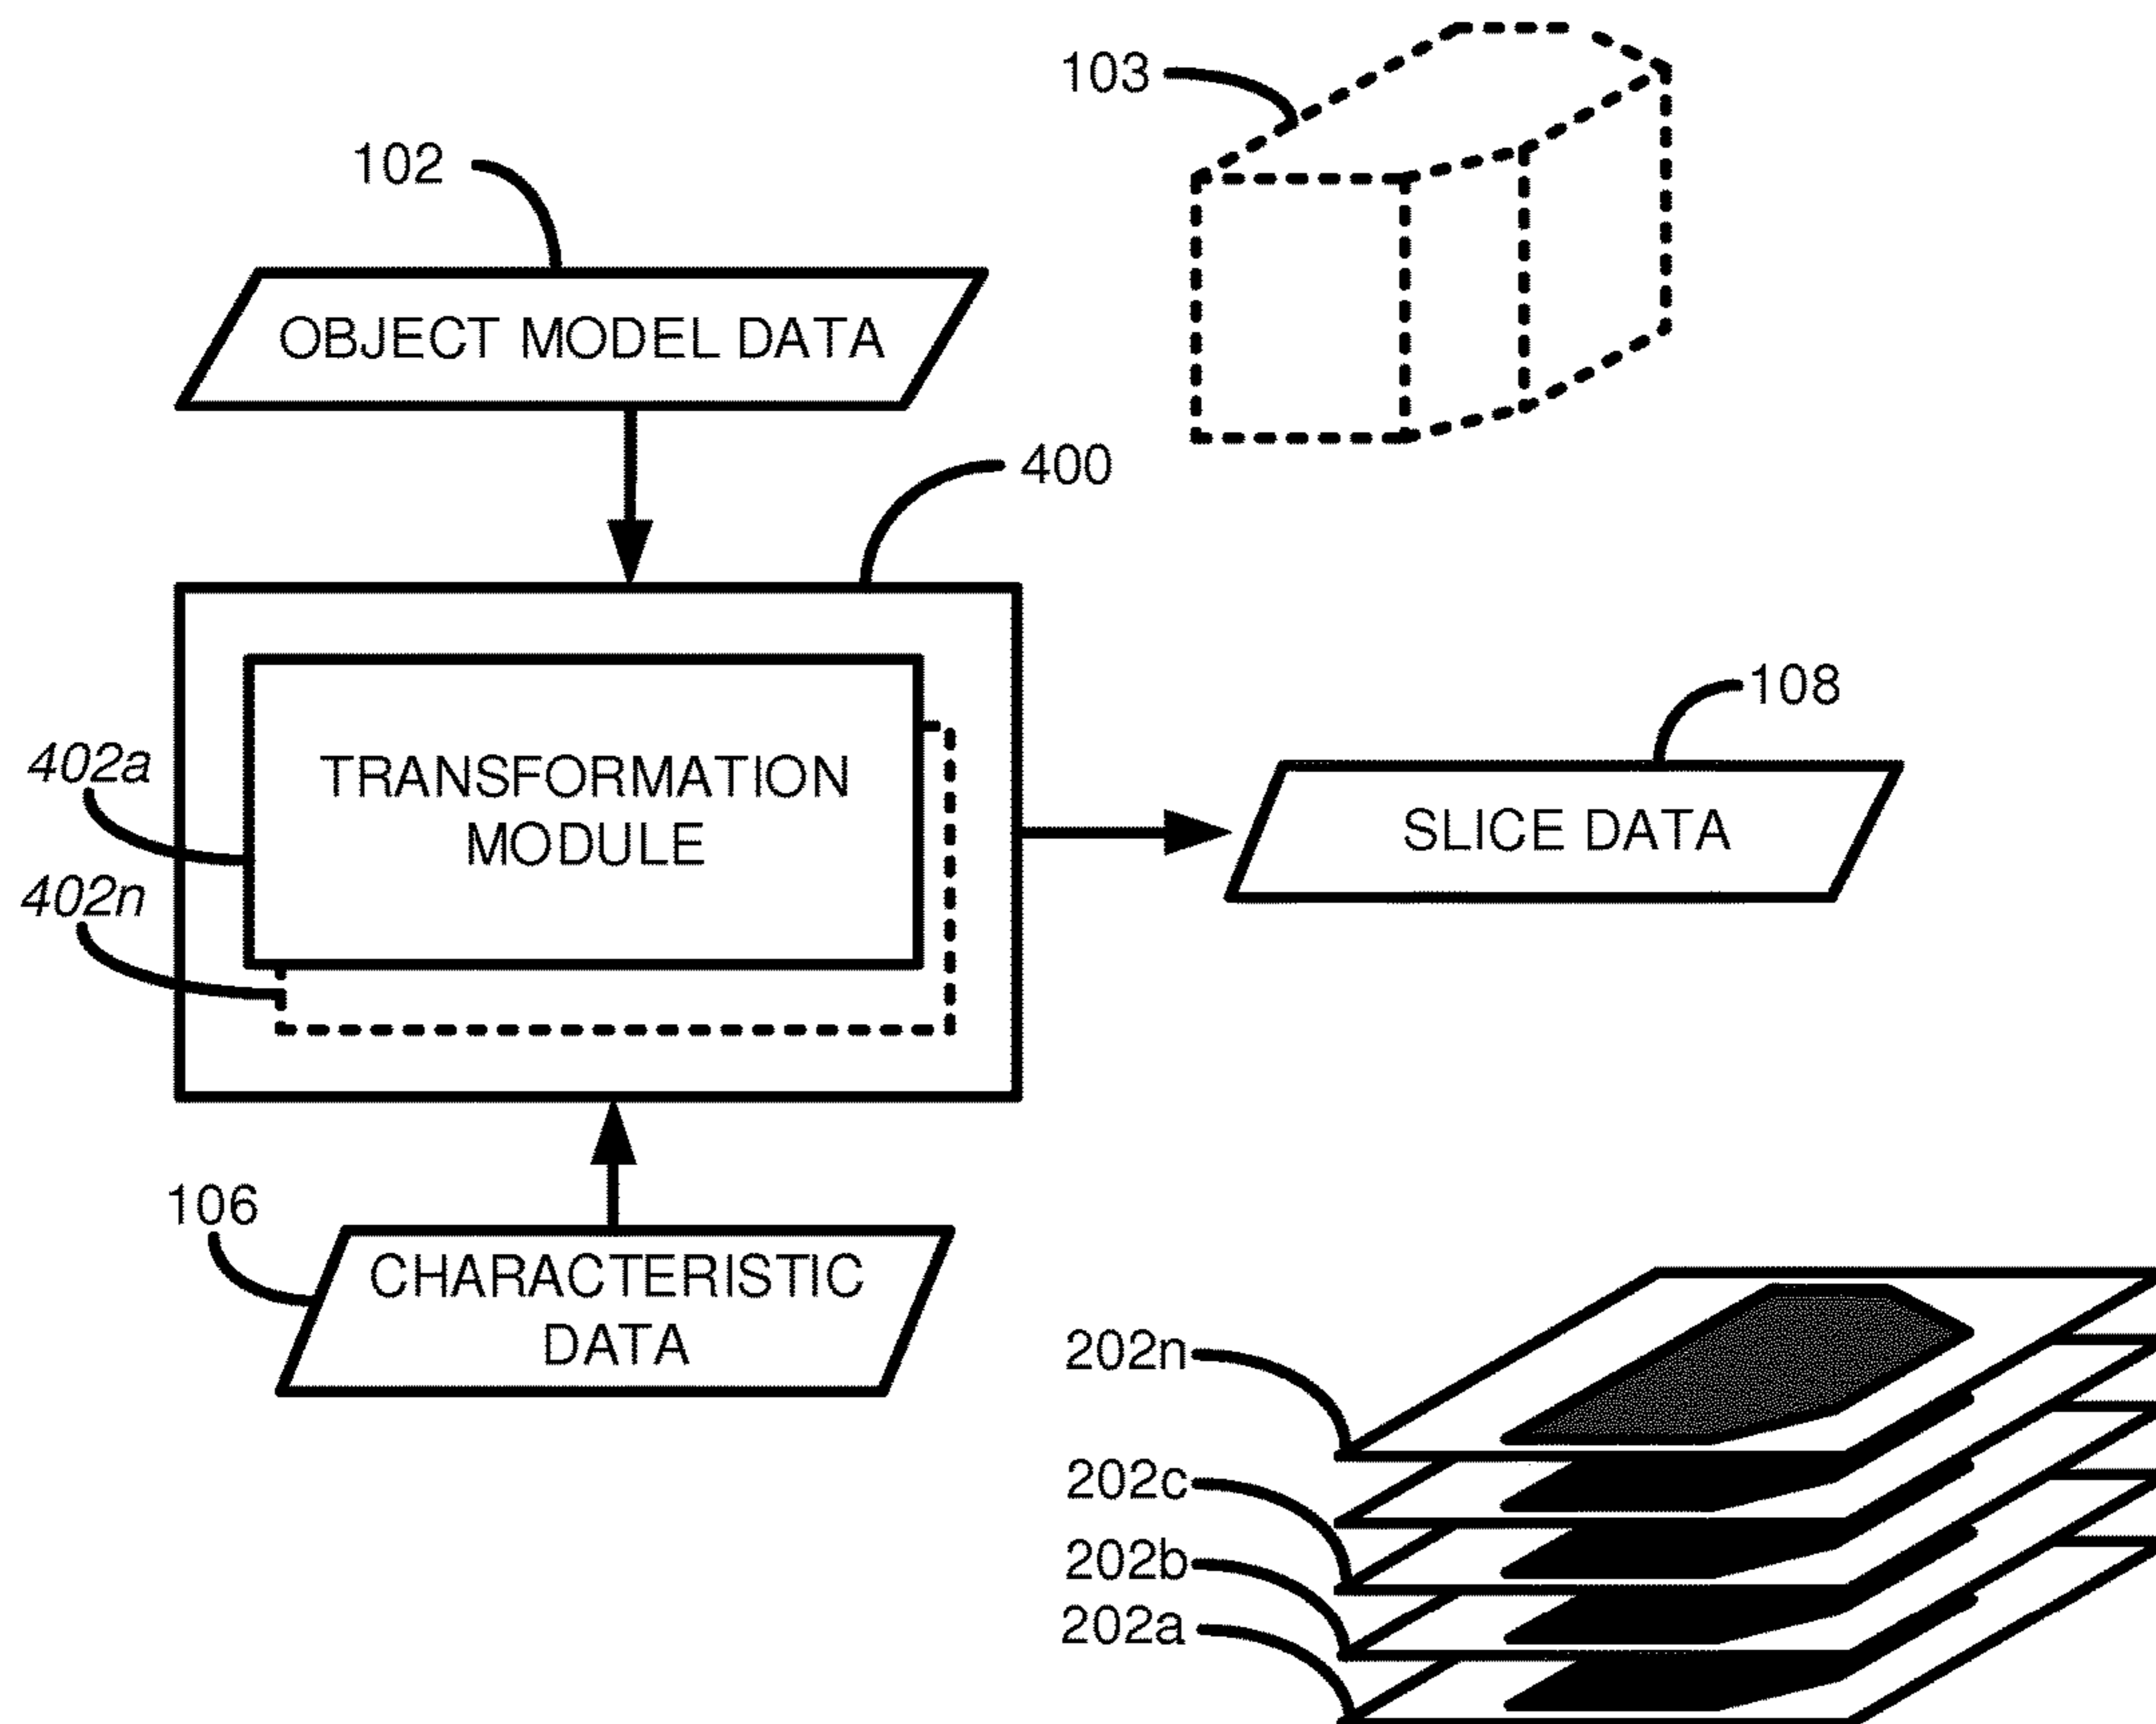 103
102
OBJECT MODEL DATA
400
108
402a
TRANSFORMATION
MODULE
SLICE DATA
402n
106
CHARACTERISTIC
DATA
202n
202c
202b
202a